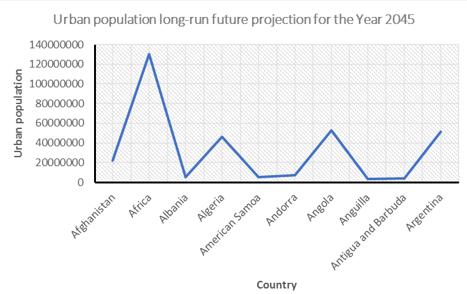 Urban population long-run future projection for the Year 2045
140000000
120000000
100000000
80000000
60000000
40000000
20000000
0
Urban population
Afghanistan
Africa
Albania
Algeria
American Samoa
Andorra
Angola
Anguilla
Antigua and Barbuda
Argentina
Country